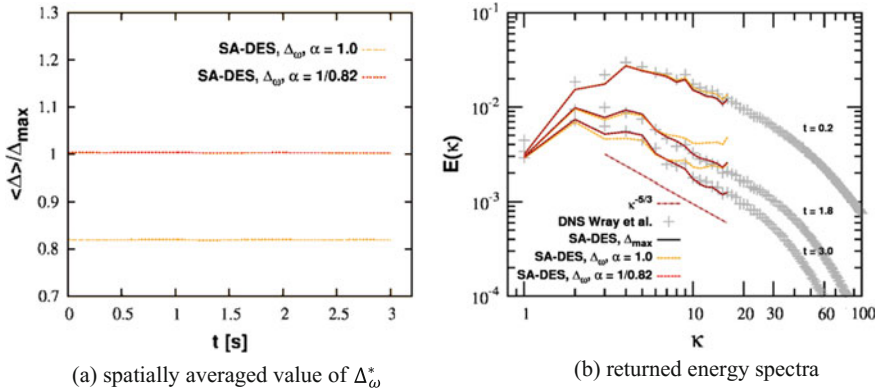 1.3
1.2
1.1
1
0.9
0.8
0.7
<Δ>/Δmax
SA-DES, Δω, α = 1.0
SA-DES, Δω, α = 1/0.82
0 0.5 1 1.5 2 2.5 3
t [s]
(a) spatially averaged value of Δ*ω
10⁻¹
10⁻²
10⁻³
10⁻⁴
E(κ)
t = 0.2
t = 1.8
t = 3.0
κ⁻⁵/³
DNS Wray et al.
SA-DES, Δmax
SA-DES, Δω, α = 1.0
SA-DES, Δω, α = 1/0.82
1 10 20 30 60 100
κ
(b) returned energy spectra